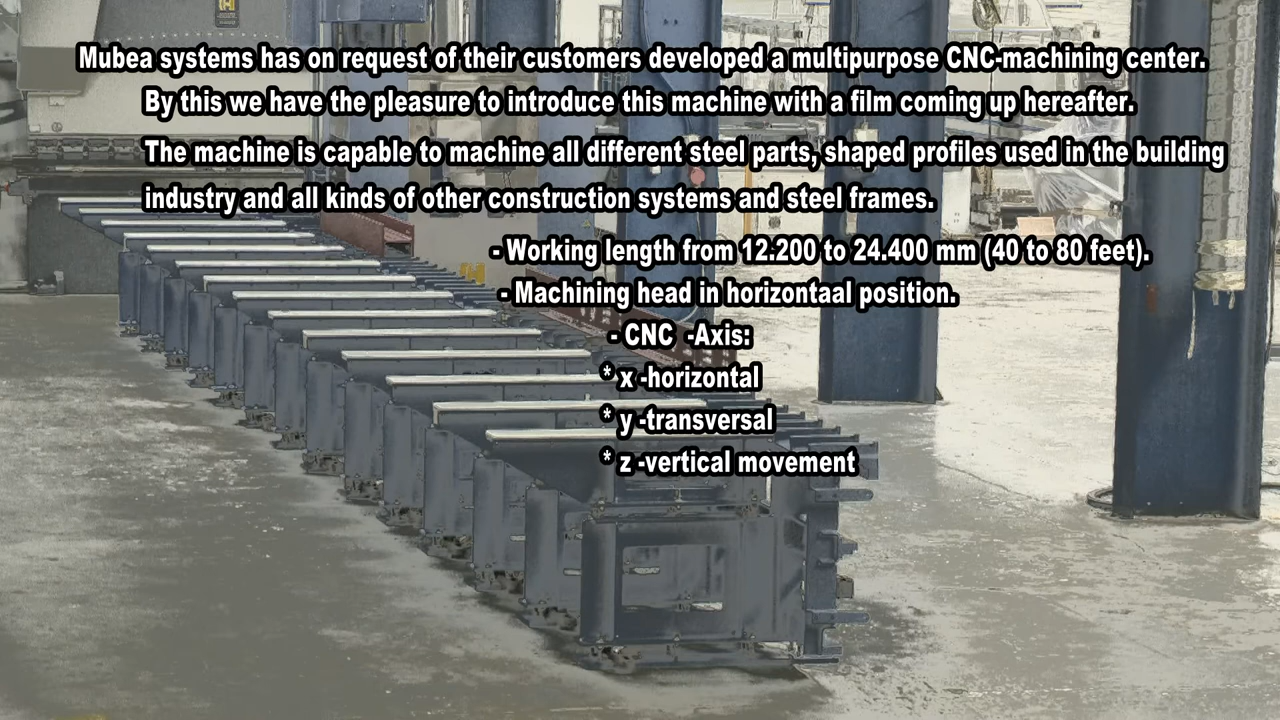 Mubea systems has on request of their customers developed a multipurpose CNC-machining center.
By this we have the pleasure to introduce this machine with a film coming up hereafter.
The machine is capable to machine all different steel parts, shaped profiles used in the building
industry and all kinds of other construction systems and steel frames.
- Working length from 12.200 to 24.400 mm (40 to 80 feet).
- Machining head in horizontaal position.
- CNC -Axis:
* x -horizontal
* y -transversal
* z -vertical movement